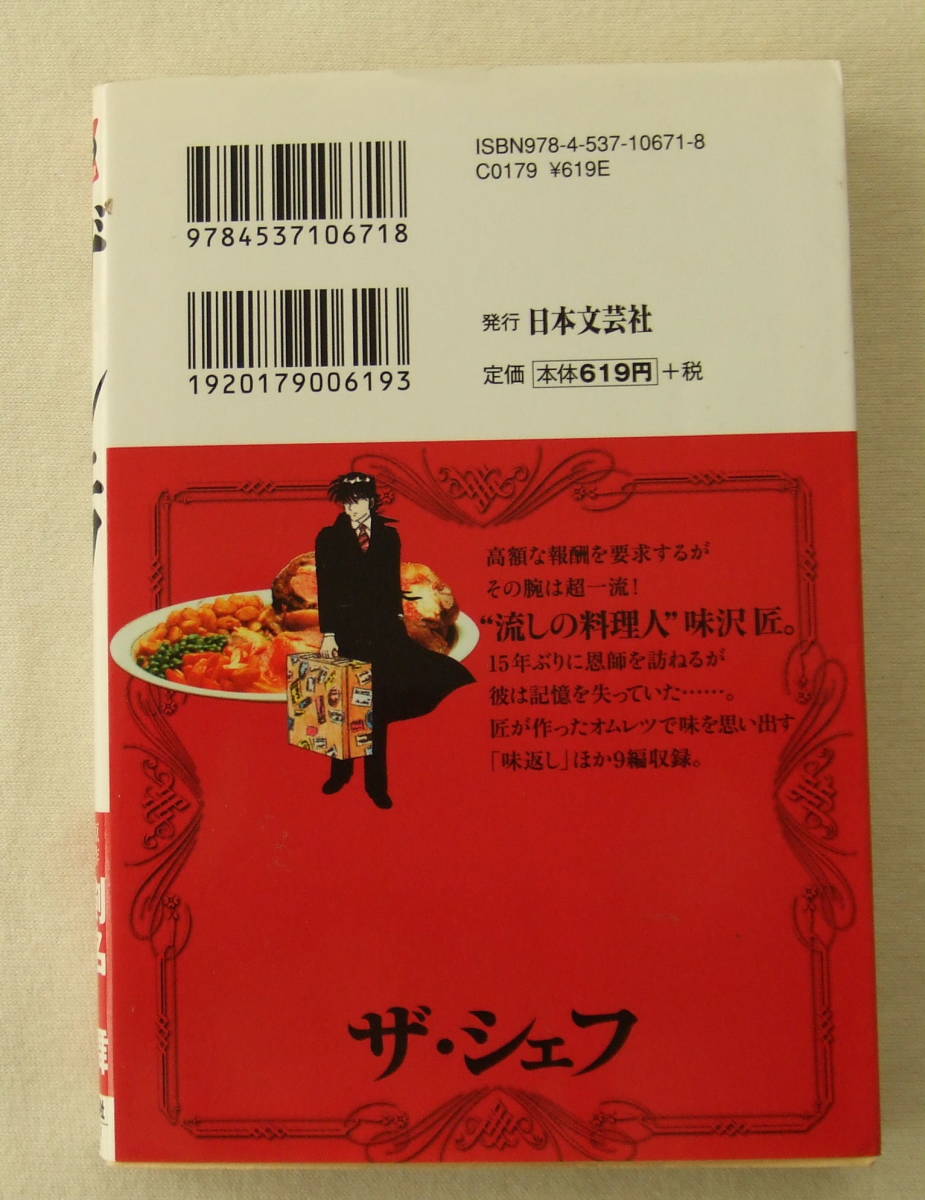 ISBN978-4-537-10671-8
C0179 ¥619E
9784537106718
1920179006193
発行 日本文芸社
定価 本体619円+税
高額な報酬を要求するが
その腕は超一流!
“流しの料理人”味沢 匠。
15年ぶりに恩師を訪ねるが
彼は記憶を失っていた……。
匠が作ったオムレツで味を思い出す
「味返し」ほか9編収録。
ザ・シェフ